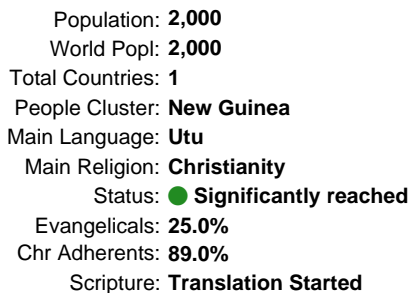 Population: 2,000
World Popl: 2,000
Total Countries: 1
People Cluster: New Guinea
Main Language: Utu
Main Religion: Christianity
Status: Significantly reached
Evangelicals: 25.0%
Chr Adherents: 89.0%
Scripture: Translation Started